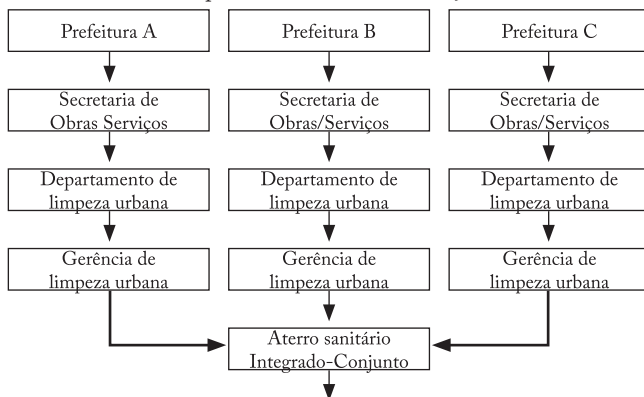 Prefeitura A
Prefeitura B
Prefeitura C
Secretaria de
Obras Serviços
Secretaria de
Obras/Serviços
Secretaria de
Obras/Serviços
Departamento de
limpeza urbana
Departamento de
limpeza urbana
Departamento de
limpeza urbana
Gerência de
limpeza urbana
Gerência de
limpeza urbana
Gerência de
limpeza urbana
Aterro sanitário
Integrado-Conjunto